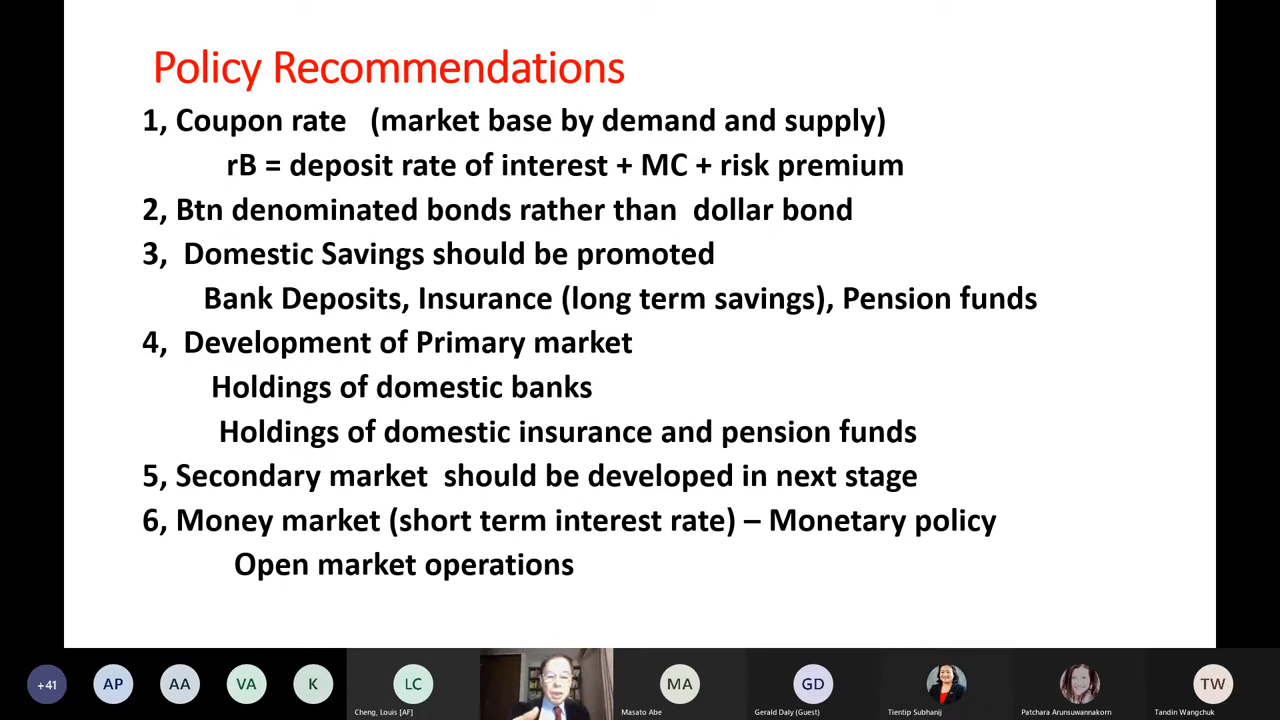 Policy Recommendations
1, Coupon rate (market base by demand and supply)
rB = deposit rate of interest + MC + risk premium
2, Btn denominated bonds rather than dollar bond
3, Domestic Savings should be promoted
Bank Deposits, Insurance (long term savings), Pension funds
4, Development of Primary market
Holdings of domestic banks
Holdings of domestic insurance and pension funds
5, Secondary market should be developed in next stage
6, Money market (short term interest rate) – Monetary policy
Open market operations
+41 AP AA VA K LC MA GD TW
Cheng, Louis [AF] Masato Abe Gerald Daly (Guest) Tientip Subhanij Patchara Arunsuwannakorn Tandin Wangchuk